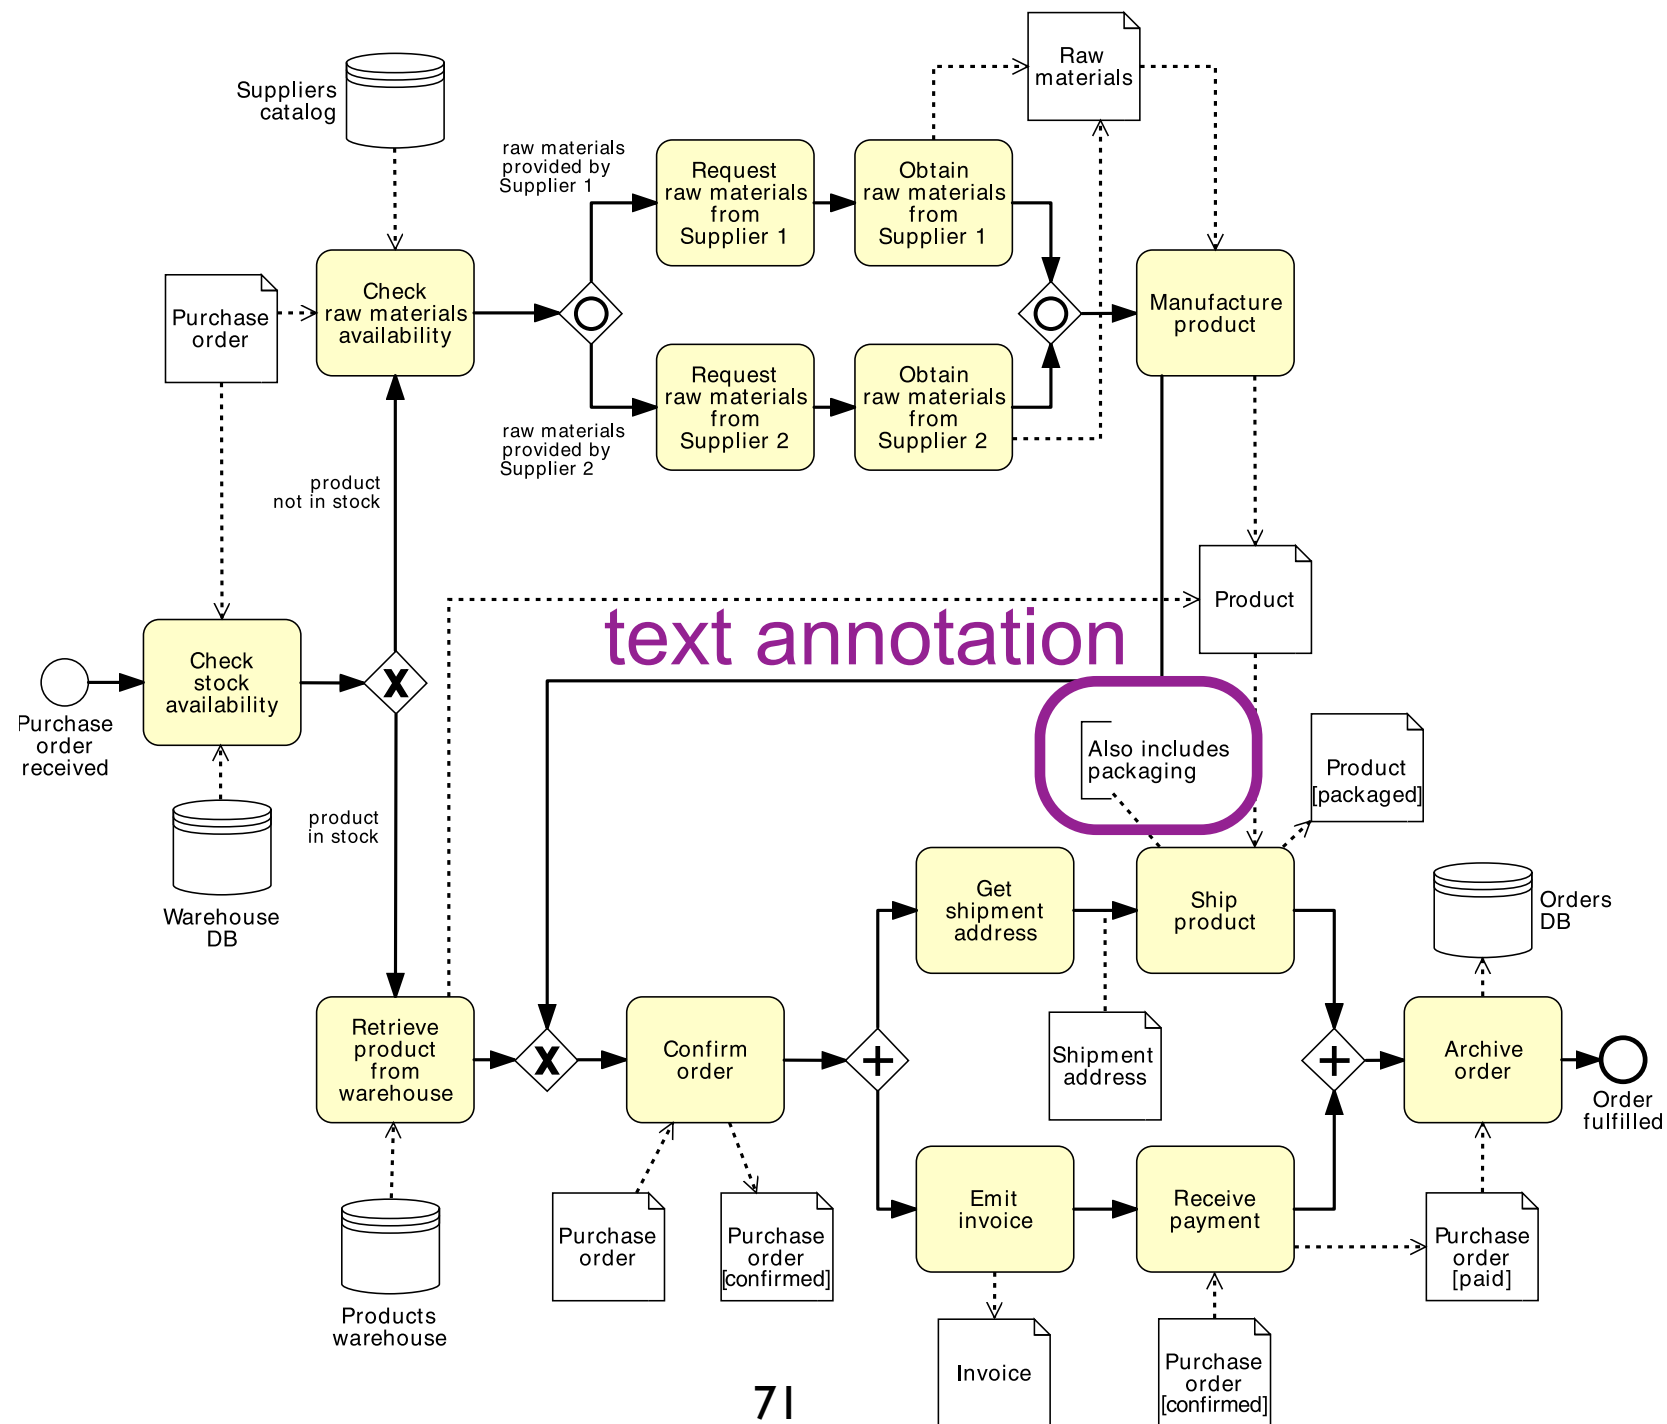 Raw
materials
Suppliers
catalog
raw materials
provided by
Supplier 1
Request
raw materials
from
Supplier 1
Obtain
raw materials
from
Supplier 1
Purchase
order
Check
raw materials
availability
Manufacture
product
Request
raw materials
from
Supplier 2
Obtain
raw materials
from
Supplier 2
raw materials
provided by
Supplier 2
product
not in stock
Product
text annotation
Check
stock
availability
X
Purchase
order
received
Also includes
packaging
Product
[packaged]
product
in stock
Warehouse
DB
Get
shipment
address
Ship
product
Orders
DB
Retrieve
product
from
warehouse
X
Confirm
order
Shipment
address
Archive
order
Order
fulfilled
Purchase
order
Purchase
order
[confirmed]
Emit
invoice
Receive
payment
Purchase
order
[paid]
Products
warehouse
Invoice
Purchase
order
[confirmed]
71